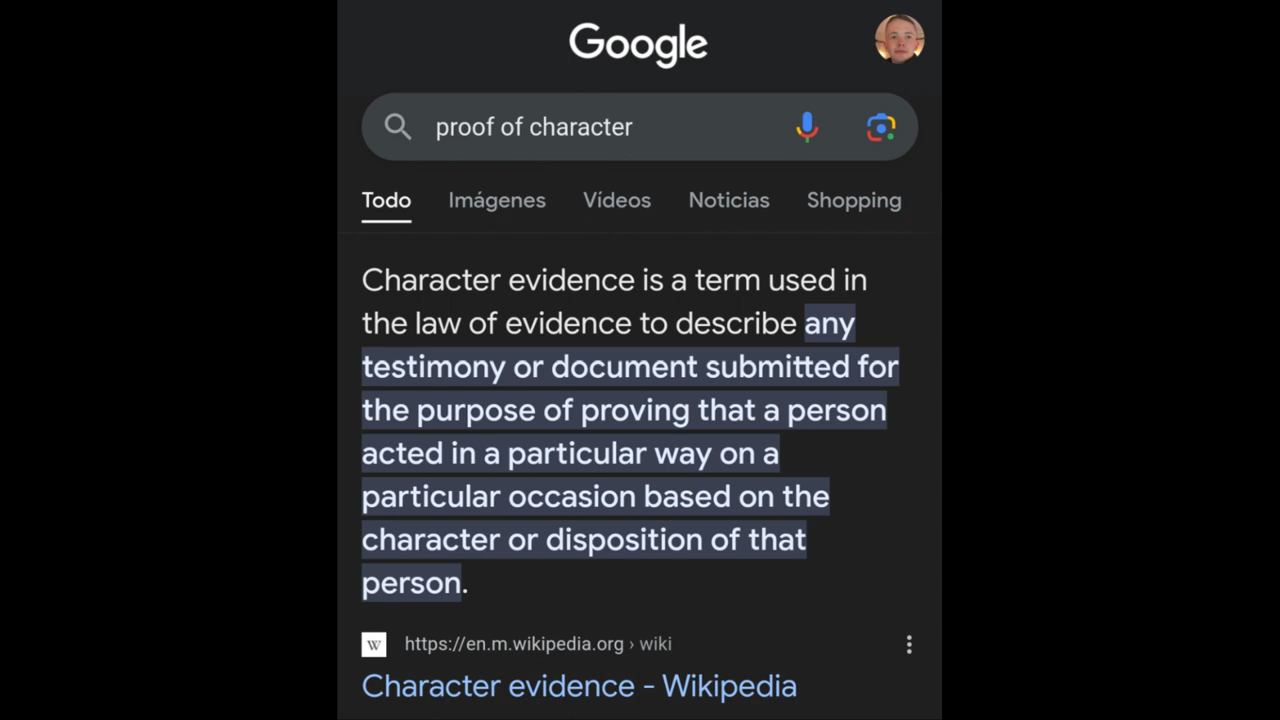 Google
proof of character
Todo Imágenes Vídeos Noticias Shopping
Character evidence is a term used in
the law of evidence to describe any
testimony or document submitted for
the purpose of proving that a person
acted in a particular way on a
particular occasion based on the
character or disposition of that
person.
W https://en.m.wikipedia.org › wiki
Character evidence - Wikipedia